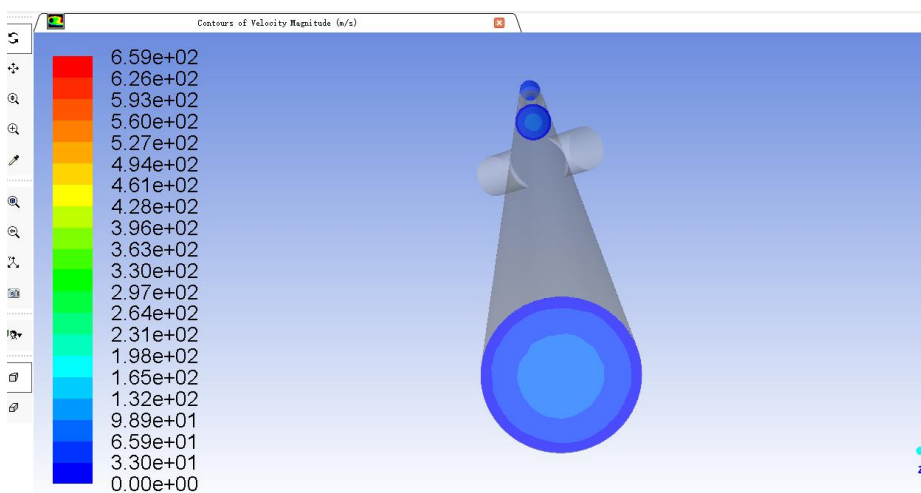 Contours of Velocity Magnitude (m/s)
6.59e+02
6.26e+02
5.93e+02
5.60e+02
5.27e+02
4.94e+02
4.61e+02
4.28e+02
3.96e+02
3.63e+02
3.30e+02
2.97e+02
2.64e+02
2.31e+02
1.98e+02
1.65e+02
1.32e+02
9.89e+01
6.59e+01
3.30e+01
0.00e+00
z